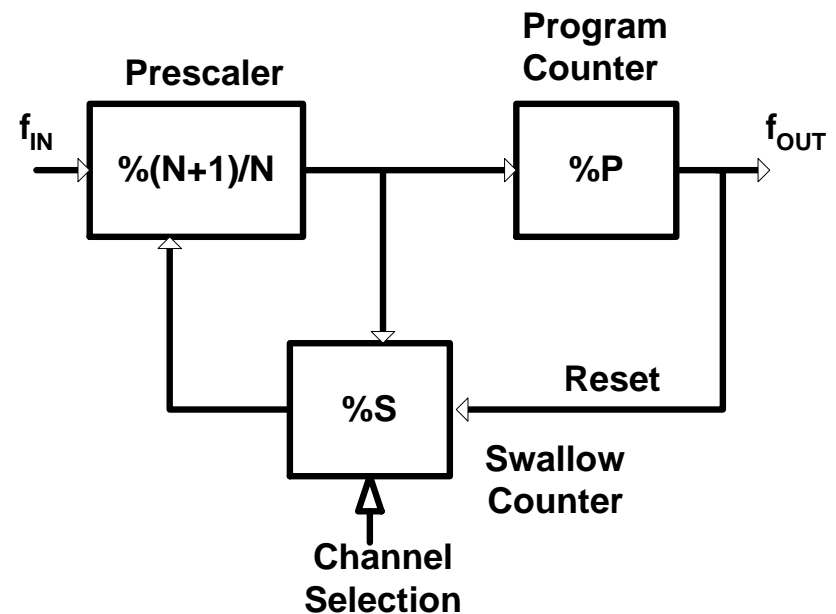 Prescaler
Program
Counter
fIN
%(N+1)/N
%P
fOUT
%S
Reset
Swallow
Counter
Channel
Selection